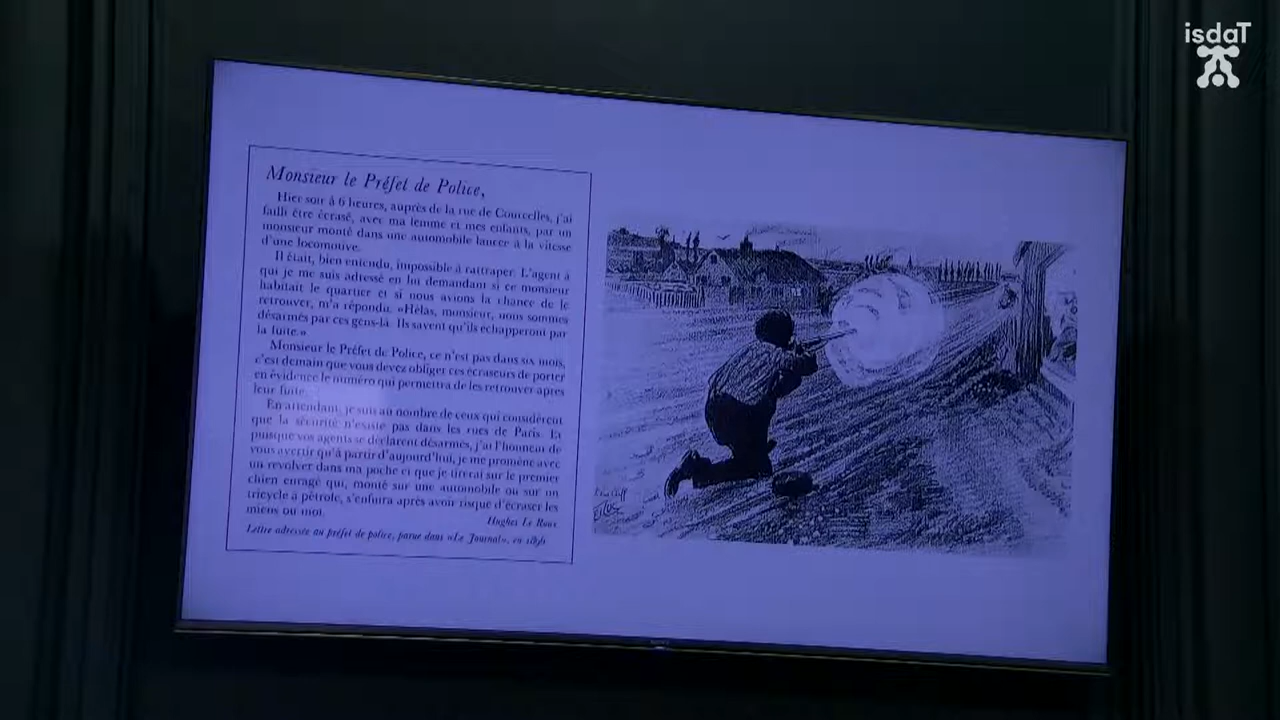 isdaT
Monsieur le Préfet de Police,
Hier soir à 6 heures, auprès de la rue de Courcelles, j'ai
failli être écrasé, avec ma femme et mes enfants, par un
monsieur monté dans une automobile lancer à la vitesse
d'une locomouve.
Il était, bien entendu, impossible à rattraper. L'agent à
qui je me suis adressé en lui demandant si ce monsieur
habitait le quartier et si nous avions la chance de le
retrouver, m'a répondu. «Hélas, monsieur, nous sommes
désarmés par ces gens-là. Ils savent qu'ils échapperont par
la fuite.»
Monsieur le Préfet de Police, ce n'est pas dans six mois,
c'est demain que vous devez obliger ces écraseurs de porter
en évidence le numéro qui permettra de les retrouver après
leur fuite.
En attendant, je suis au nombre de ceux qui considèrent
que la sécurité n'existe pas dans les rues de Paris. Et
puisque vos agents se déclarent désarmés, j'ai l'honneur de
vous avertir qu'à partir d'aujourd'hui, je me promène avec
un revolver dans ma poche et que je tirerai sur le premier
chien enragé qui, monté sur une automobile ou sur un
tricycle à pétrole, s'enfuira après avoir risqué d'écraser les
miens ou moi.
Hughes Le Roux
Lettre adressée au préfet de police, parue dans «Le Journal», en 1896
SONY